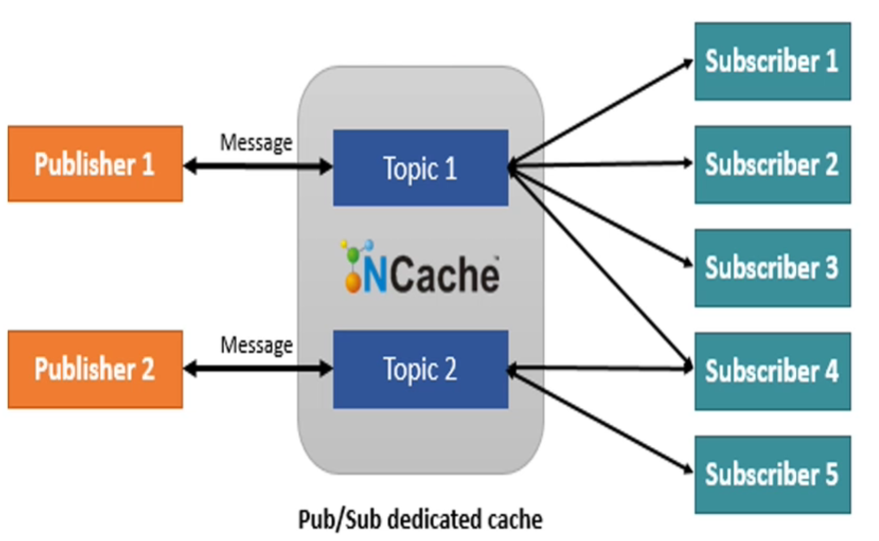 Subscriber 1
Message
Publisher 1
Topic 1
Subscriber 2
NCache™
Subscriber 3
Message
Publisher 2
Topic 2
Subscriber 4
Subscriber 5
Pub/Sub dedicated cache